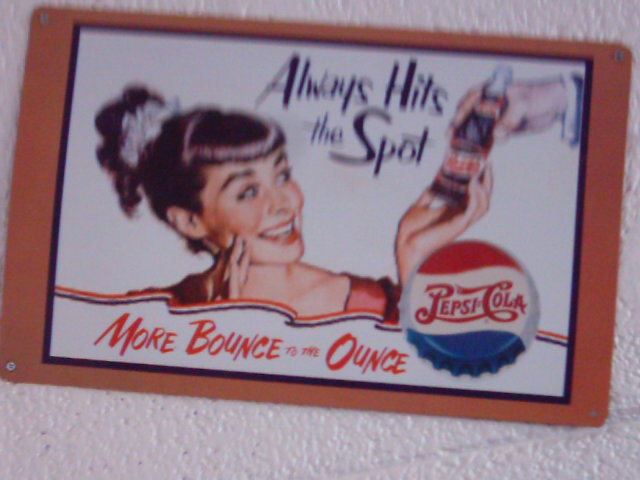 Always Hits
the Spot
PEPSI-COLA
MORE BOUNCE TO THE OUNCE